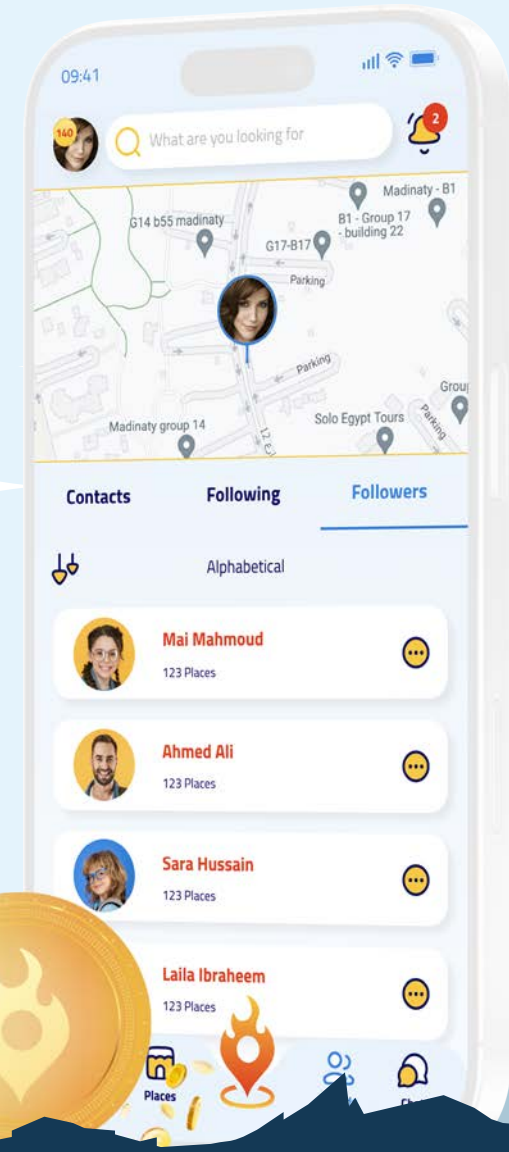 09:41
140
What are you looking for
2
Madinaty - B1
G14 b55 madinaty
B1 - Group 17
- building 22
G17-B17
Parking
Parking
Parking
Madinaty group 14
Solo Egypt Tours
Contacts
Following
Followers
Alphabetical
Mai Mahmoud
123 Places
Ahmed Ali
123 Places
Sara Hussain
123 Places
Laila Ibraheem
123 Places
Places